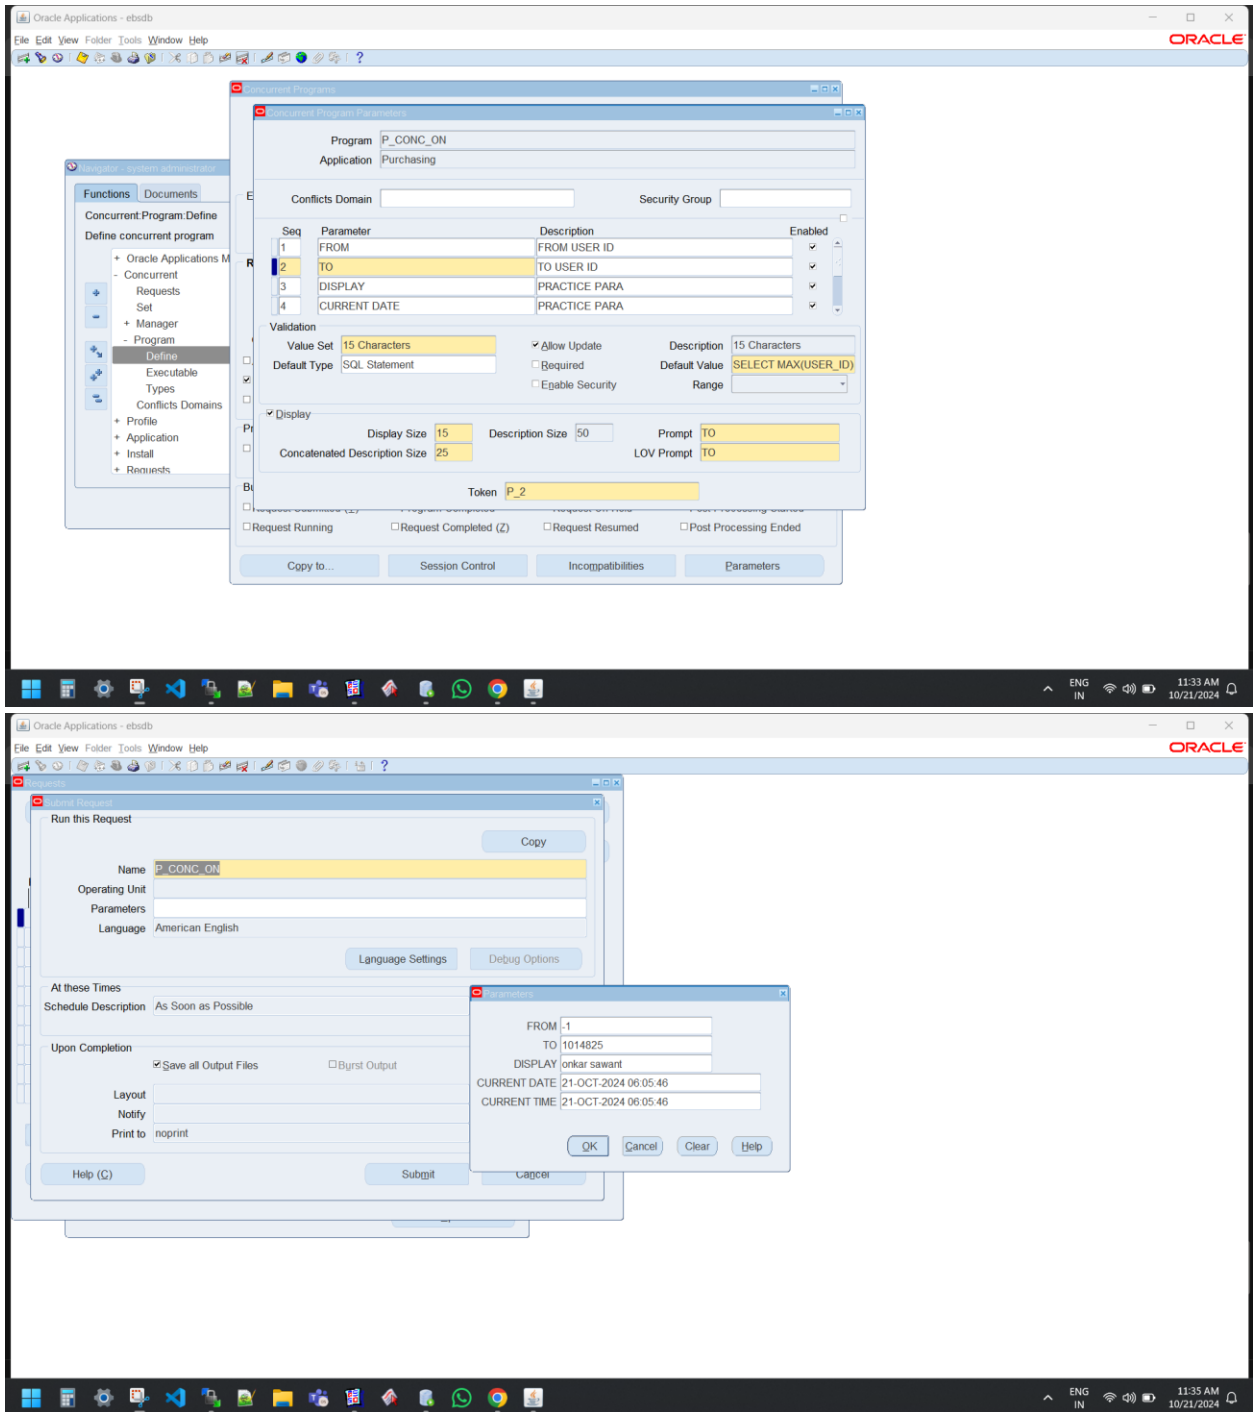 Oracle Applications - ebsdb
File Edit View Folder Tools Window Help
ORACLE
Concurrent Programs
Concurrent Program Parameters
Program P_CONC_ON
Application Purchasing
Conflicts Domain
Security Group
Navigator - system administrator
Functions Documents
Concurrent:Program:Define
Define concurrent program
+ Oracle Applications M
- Concurrent
Requests
Set
+ Manager
- Program
Define
Executable
Types
Conflicts Domains
+ Profile
+ Application
+ Install
+ Requests
Seq Parameter Description Enabled
1 FROM FROM USER ID
2 TO TO USER ID
3 DISPLAY PRACTICE PARA
4 CURRENT DATE PRACTICE PARA
Validation
Value Set 15 Characters Allow Update Description 15 Characters
Default Type SQL Statement Required Default Value SELECT MAX(USER_ID)
Enable Security Range
Display
Display Size 15 Description Size 50 Prompt TO
Concatenated Description Size 25 LOV Prompt TO
Token P_2
Request Running Request Completed (Z) Request Resumed Post Processing Ended
Copy to... Session Control Incompatibilities Parameters
ENG
IN
11:33 AM
10/21/2024
Oracle Applications - ebsdb
File Edit View Folder Tools Window Help
ORACLE
Requests
Submit Request
Run this Request
Copy
Name P_CONC_ON
Operating Unit
Parameters
Language American English
Language Settings Debug Options
At these Times
Schedule Description As Soon as Possible
Upon Completion
Save all Output Files Burst Output
Layout
Notify
Print to noprint
Help (C) Submit Cancel
Parameters
FROM -1
TO 1014825
DISPLAY onkar sawant
CURRENT DATE 21-OCT-2024 06:05:46
CURRENT TIME 21-OCT-2024 06:05:46
OK Cancel Clear Help
ENG
IN
11:35 AM
10/21/2024